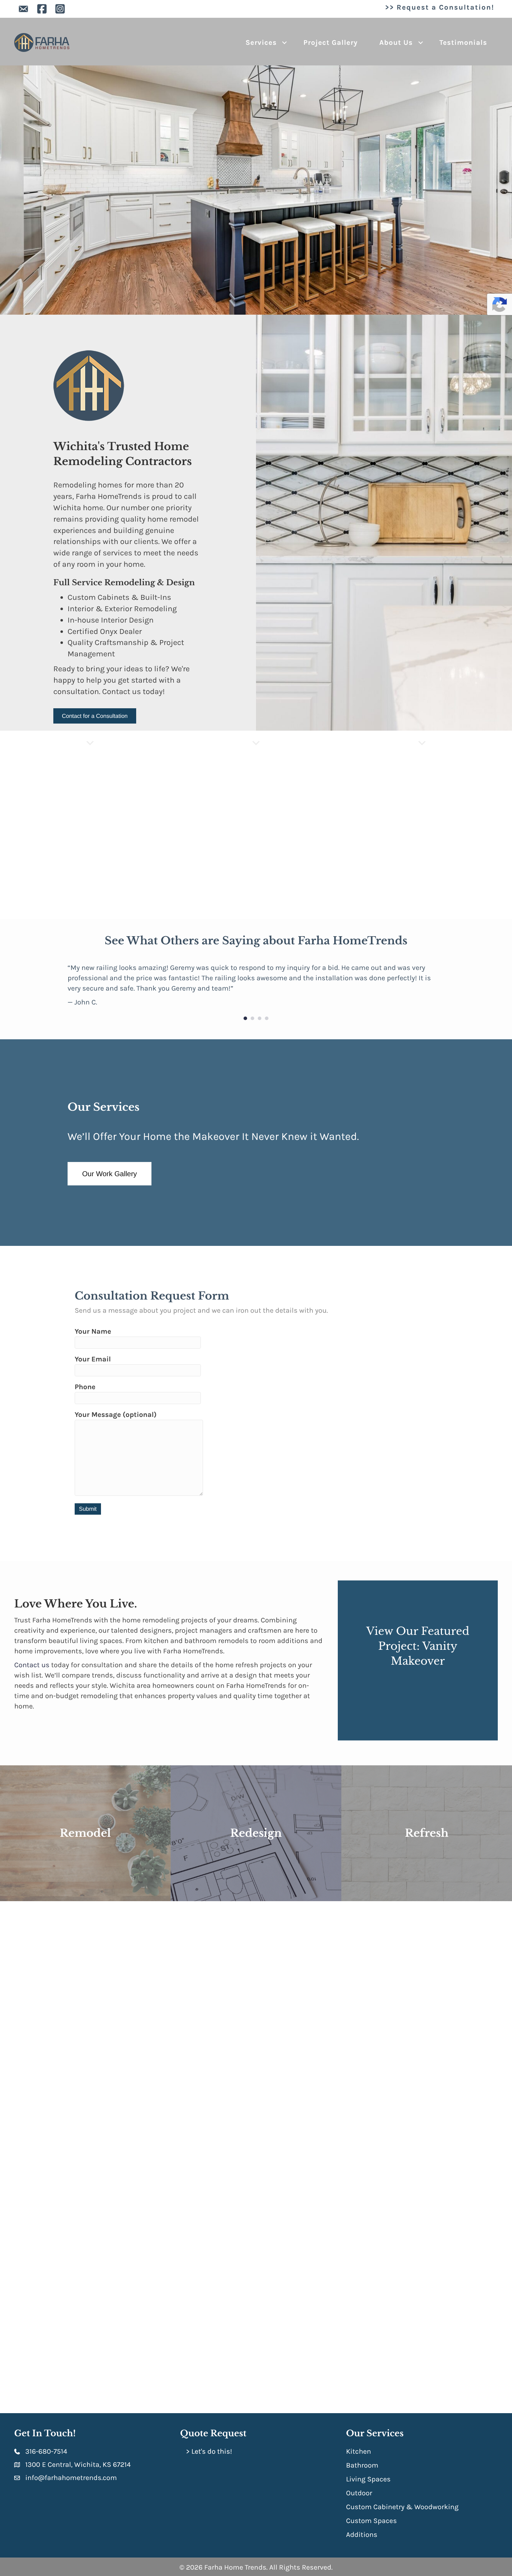 >> Request a Consultation!
FARHA
HOMETRENDS
Services
Project Gallery
About Us
Testimonials
Wichita's Trusted Home
Remodeling Contractors
Remodeling homes for more than 20
years, Farha HomeTrends is proud to call
Wichita home. Our number one priority
remains providing quality home remodel
experiences and building genuine
relationships with our clients. We offer a
wide range of services to meet the needs
of any room in your home.
Full Service Remodeling & Design
Custom Cabinets & Built-Ins
Interior & Exterior Remodeling
In-house Interior Design
Certified Onyx Dealer
Quality Craftsmanship & Project
Management
Ready to bring your ideas to life? We're
happy to help you get started with a
consultation. Contact us today!
Contact for a Consultation
See What Others are Saying about Farha HomeTrends
"My new railing looks amazing! Geremy was quick to respond to my inquiry for a bid. He came out and was very
professional and the price was fantastic! The railing looks awesome and the installation was done perfectly! It is
very secure and safe. Thank you Geremy and team!"
— John C.
Our Services
We'll Offer Your Home the Makeover It Never Knew it Wanted.
Our Work Gallery
Consultation Request Form
Send us a message about you project and we can iron out the details with you.
Your Name
Your Email
Phone
Your Message (optional)
Submit
Love Where You Live.
Trust Farha HomeTrends with the home remodeling projects of your dreams. Combining
creativity and experience, our talented designers, project managers and craftsmen are here to
transform beautiful living spaces. From kitchen and bathroom remodels to room additions and
home improvements, love where you live with Farha HomeTrends.
Contact us today for consultation and share the details of the home refresh projects on your
wish list. We'll compare trends, discuss functionality and arrive at a design that meets your
needs and reflects your style. Wichita area homeowners count on Farha HomeTrends for on-
time and on-budget remodeling that enhances property values and quality time together at
home.
View Our Featured
Project: Vanity
Makeover
Remodel
Redesign
Refresh
Get In Touch!
316-680-7514
1300 E Central, Wichita, KS 67214
info@farhahometrends.com
Quote Request
> Let's do this!
Our Services
Kitchen
Bathroom
Living Spaces
Outdoor
Custom Cabinetry & Woodworking
Custom Spaces
Additions
© 2026 Farha Home Trends. All Rights Reserved.